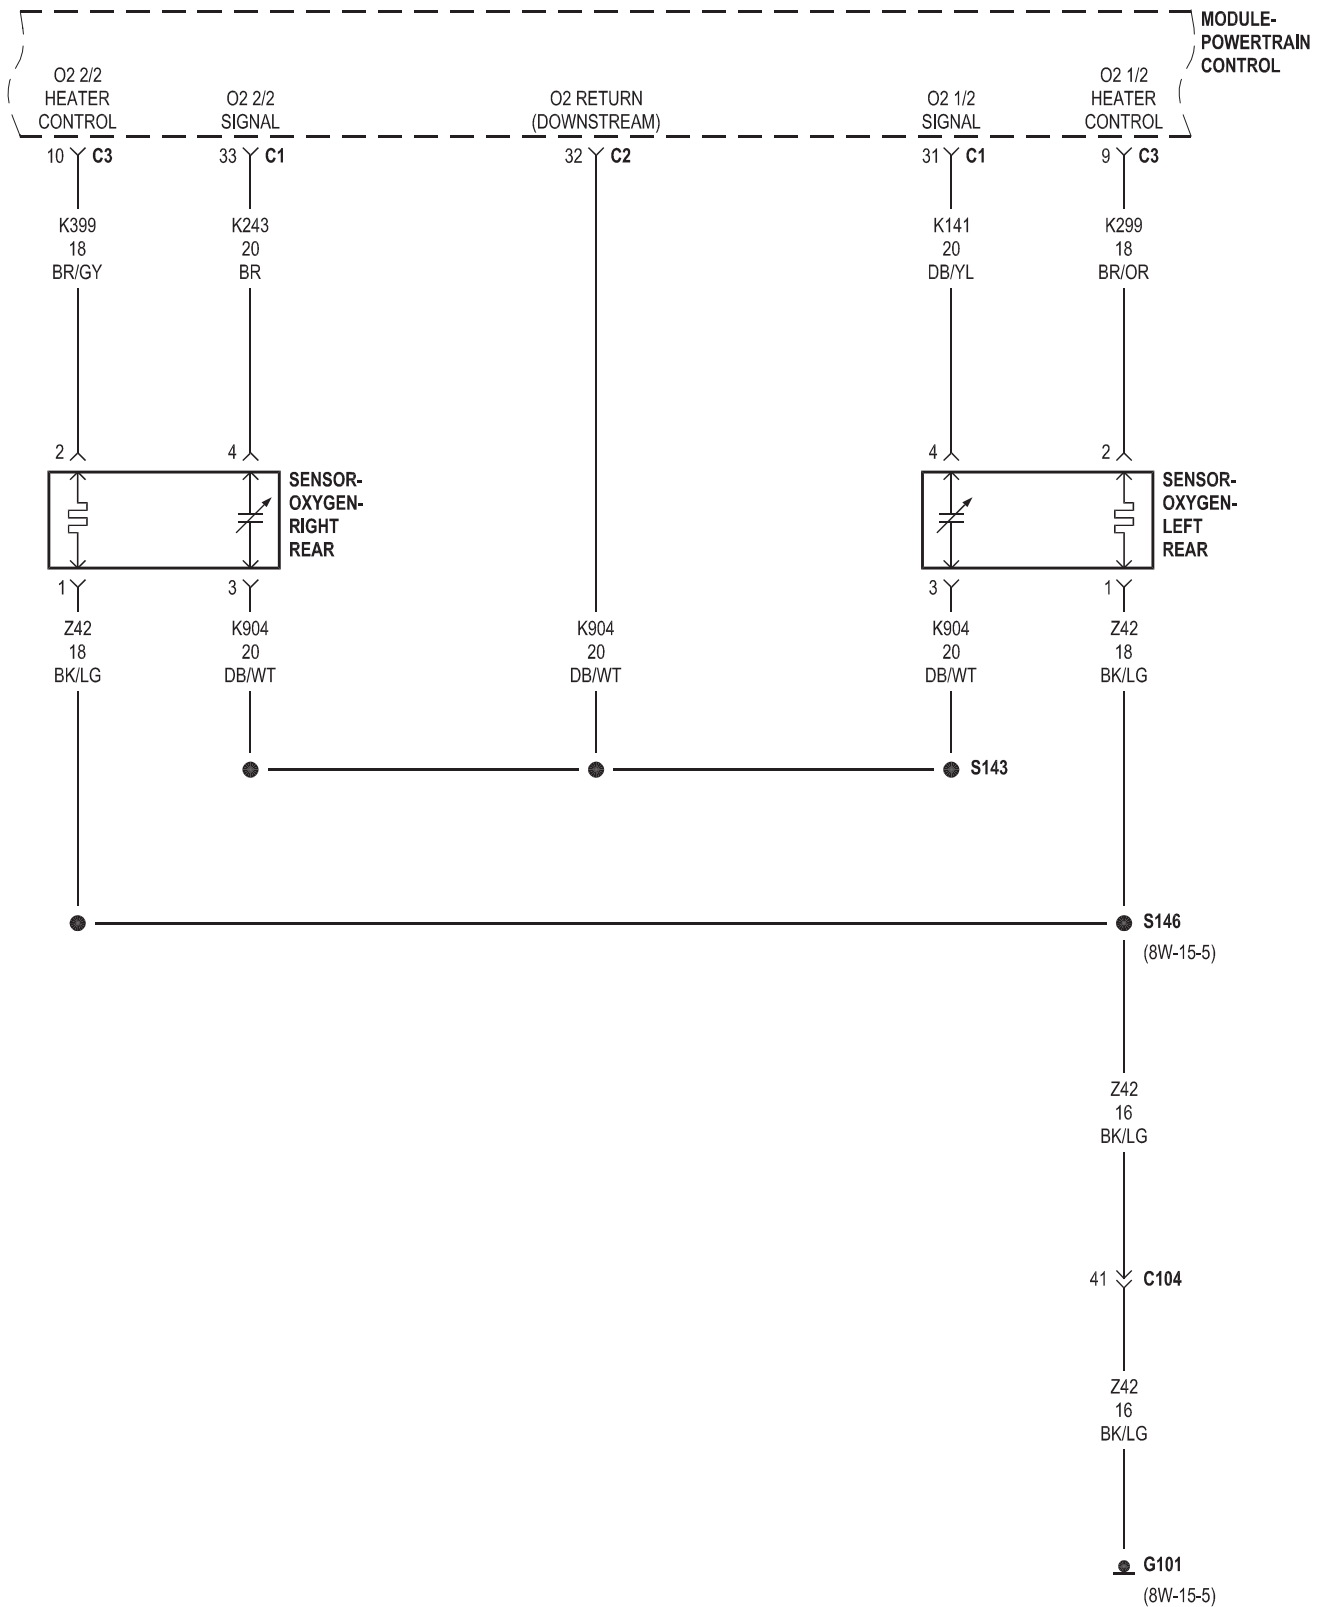 MODULE-
POWERTRAIN
CONTROL
O2 2/2
HEATER
CONTROL
O2 2/2
SIGNAL
O2 RETURN
(DOWNSTREAM)
O2 1/2
SIGNAL
O2 1/2
HEATER
CONTROL
10 C3
33 C1
32 C2
31 C1
9 C3
K399
18
BR/GY
K243
20
BR
K141
20
DB/YL
K299
18
BR/OR
2
4
4
2
SENSOR-
OXYGEN-
RIGHT
REAR
SENSOR-
OXYGEN-
LEFT
REAR
1
3
3
1
Z42
18
BK/LG
K904
20
DB/WT
K904
20
DB/WT
K904
20
DB/WT
Z42
18
BK/LG
S143
S146
(8W-15-5)
Z42
16
BK/LG
41 C104
Z42
16
BK/LG
G101
(8W-15-5)